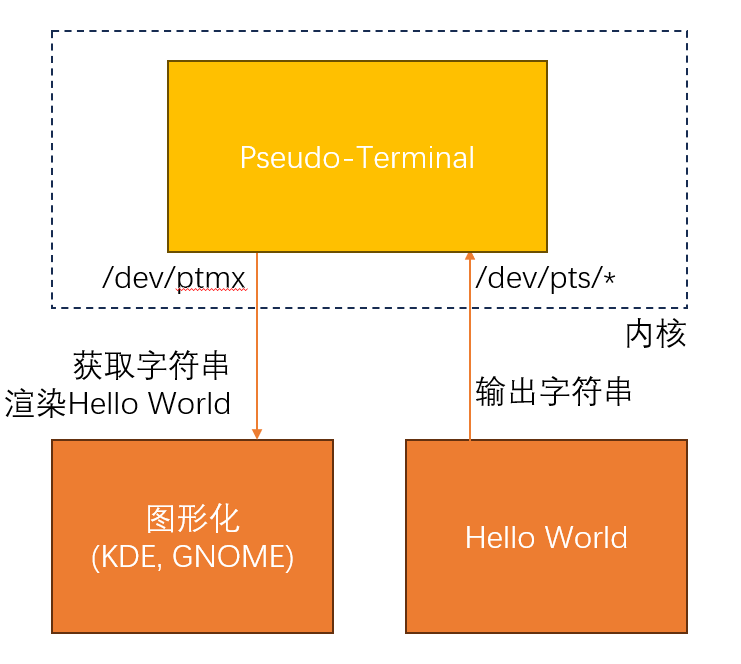 Pseudo-Terminal
/dev/ptmx
/dev/pts/*
内核
获取字符串
渲染Hello World
输出字符串
图形化
(KDE, GNOME)
Hello World